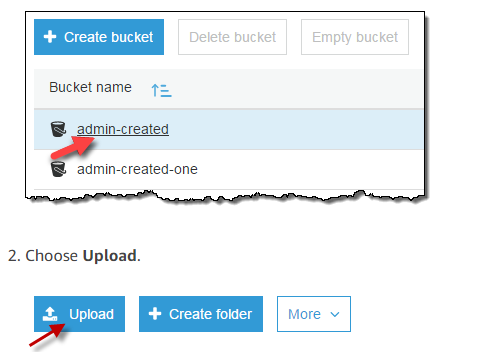 Create bucket Delete bucket Empty bucket
Bucket name
admin-created
admin-created-one
2. Choose Upload.
Upload Create folder More